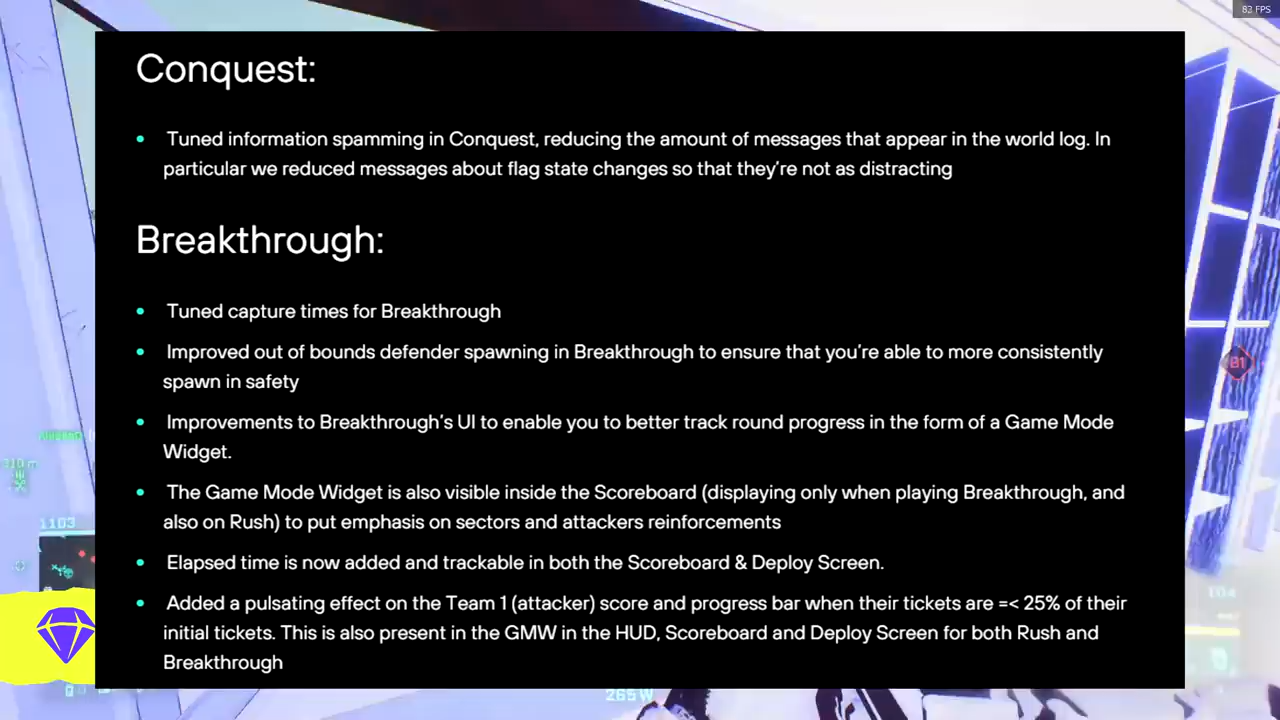 83 FPS
Conquest:
• Tuned information spamming in Conquest, reducing the amount of messages that appear in the world log. In
particular we reduced messages about flag state changes so that they're not as distracting
Breakthrough:
• Tuned capture times for Breakthrough
• Improved out of bounds defender spawning in Breakthrough to ensure that you're able to more consistently
spawn in safety
• Improvements to Breakthrough's UI to enable you to better track round progress in the form of a Game Mode
Widget.
• The Game Mode Widget is also visible inside the Scoreboard (displaying only when playing Breakthrough, and
also on Rush) to put emphasis on sectors and attackers reinforcements
• Elapsed time is now added and trackable in both the Scoreboard & Deploy Screen.
• Added a pulsating effect on the Team 1 (attacker) score and progress bar when their tickets are =< 25% of their
initial tickets. This is also present in the GMW in the HUD, Scoreboard and Deploy Screen for both Rush and
Breakthrough
B1
310 m
1103
265 W